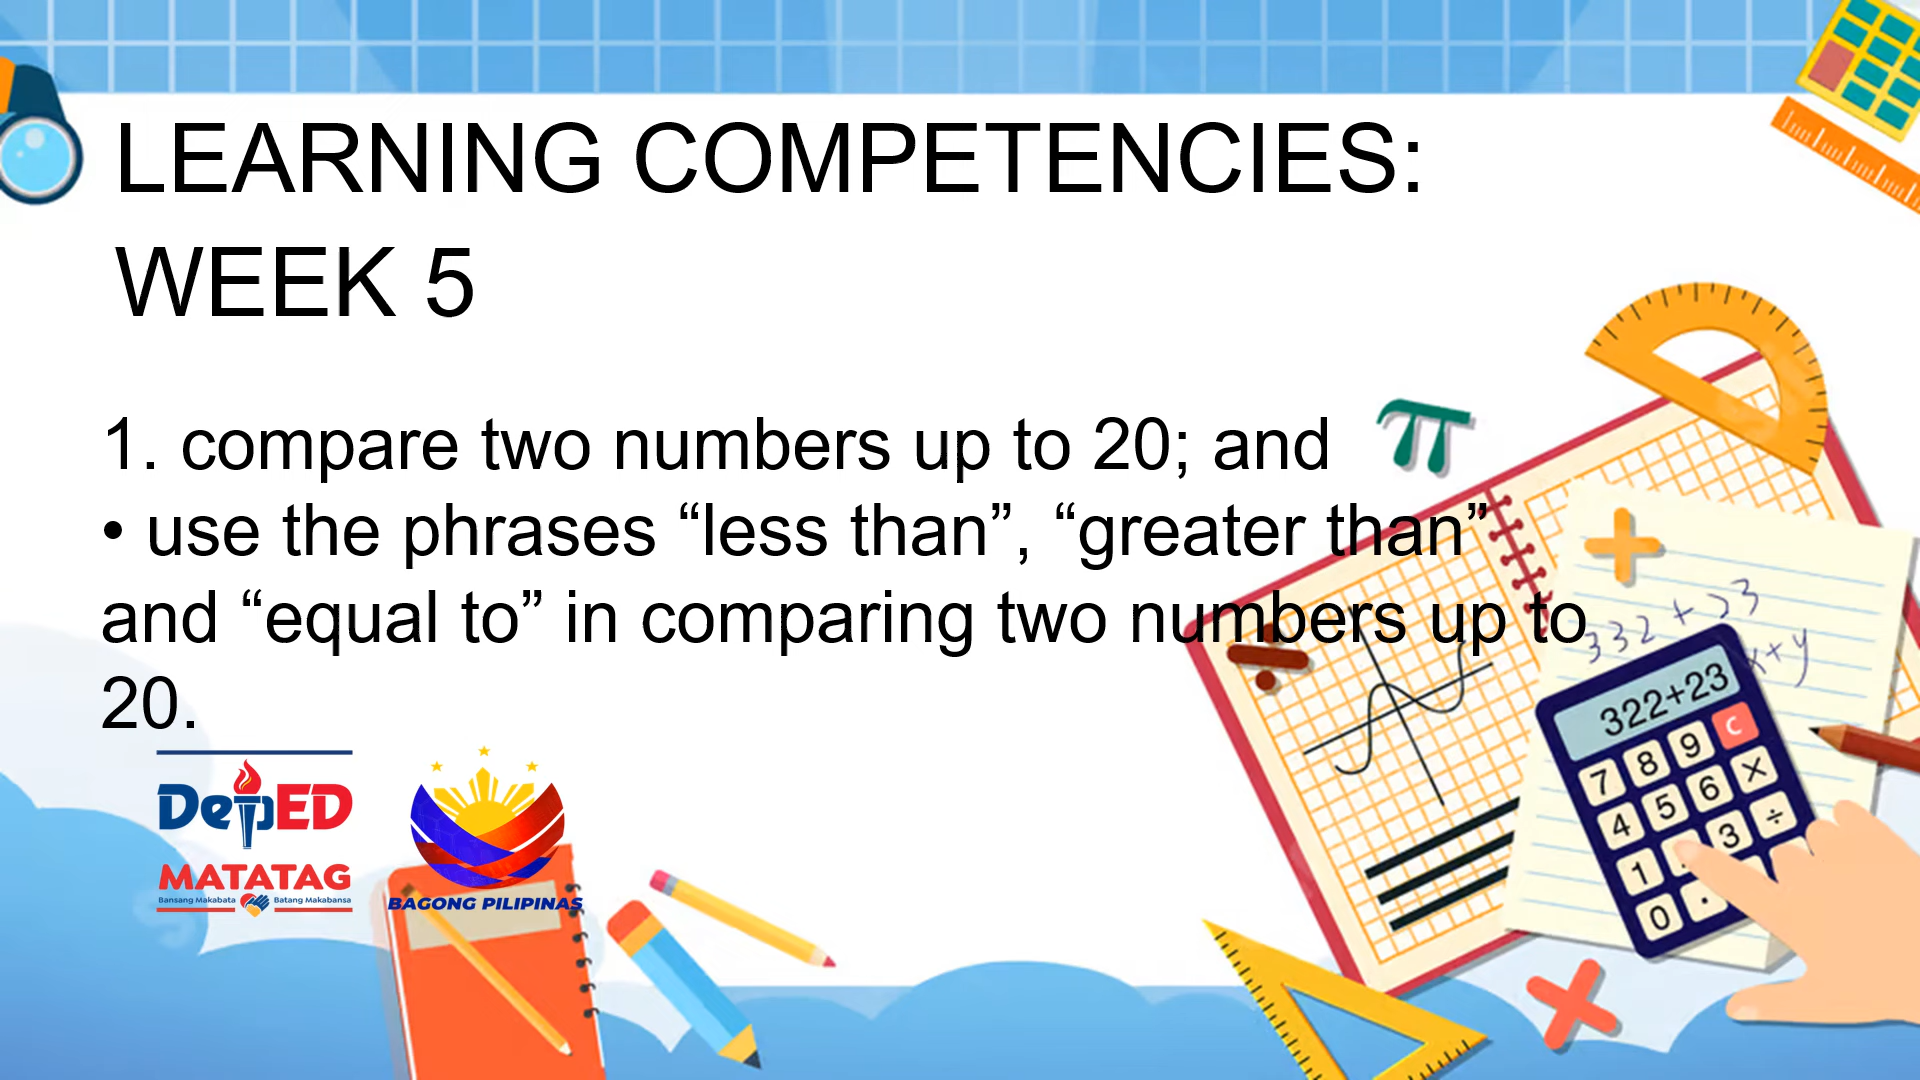 LEARNING COMPETENCIES:
WEEK 5
1. compare two numbers up to 20; and
• use the phrases “less than”, “greater than”
and “equal to” in comparing two numbers up to
20.
π
332 + 23
x+y
322+23
7 8 9 C
4 5 6 ×
1 3 ÷
0 .
DepED
MATATAG
Bansang Makabata Batang Makabansa
BAGONG PILIPINAS